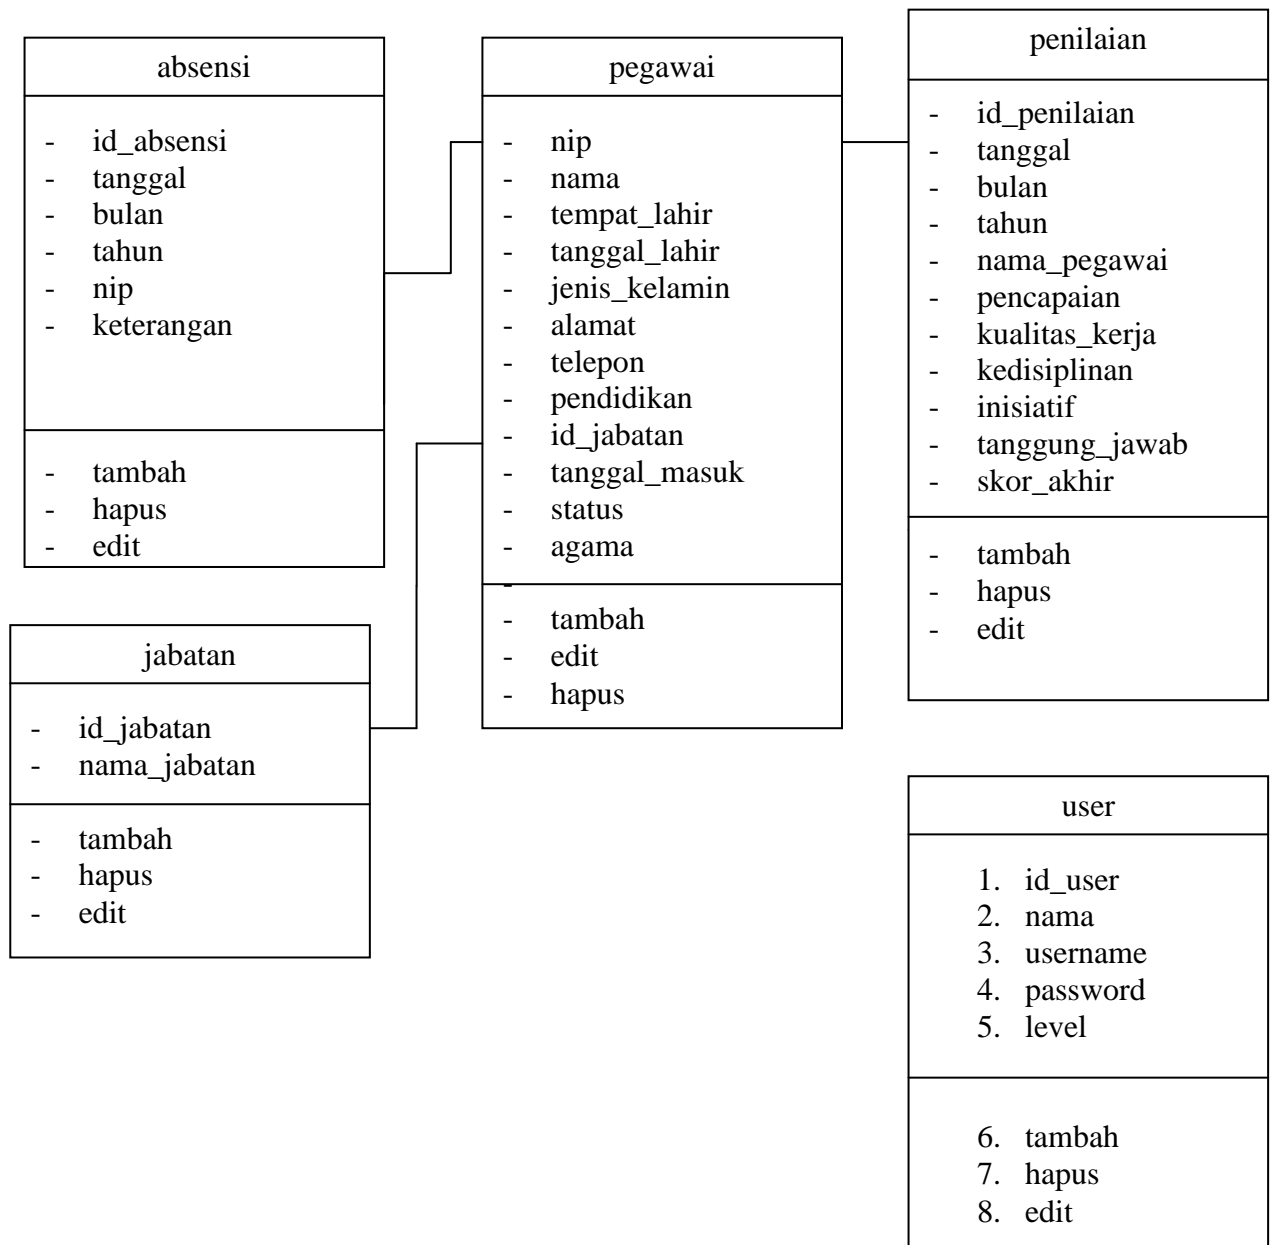 absensi
- id_absensi
- tanggal
- bulan
- tahun
- nip
- keterangan
- tambah
- hapus
- edit
pegawai
- nip
- nama
- tempat_lahir
- tanggal_lahir
- jenis_kelamin
- alamat
- telepon
- pendidikan
- id_jabatan
- tanggal_masuk
- status
- agama
-
- tambah
- edit
- hapus
penilaian
- id_penilaian
- tanggal
- bulan
- tahun
- nama_pegawai
- pencapaian
- kualitas_kerja
- kedisiplinan
- inisiatif
- tanggung_jawab
- skor_akhir
- tambah
- hapus
- edit
jabatan
- id_jabatan
- nama_jabatan
- tambah
- hapus
- edit
user
1. id_user
2. nama
3. username
4. password
5. level
6. tambah
7. hapus
8. edit